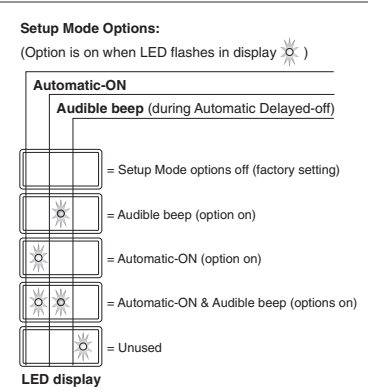 Setup Mode Options:
(Option is on when LED flashes in display )
Automatic-ON
Audible beep (during Automatic Delayed-off)
= Setup Mode options off (factory setting)
= Audible beep (option on)
= Automatic-ON (option on)
= Automatic-ON & Audible beep (options on)
= Unused
LED display